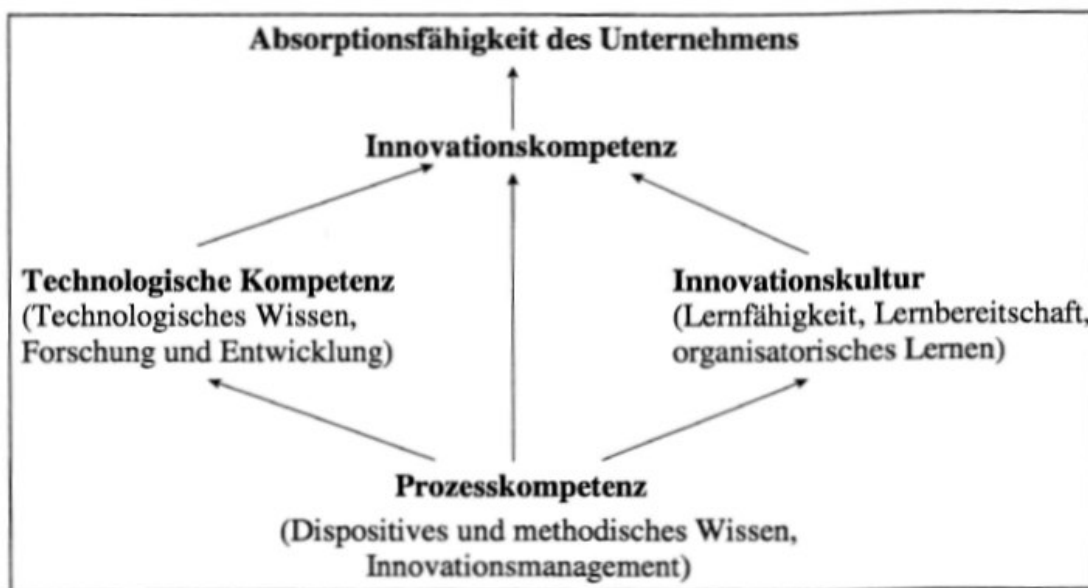 Absorptionsfähigkeit des Unternehmens
Innovationskompetenz
Technologische Kompetenz
(Technologisches Wissen,
Forschung und Entwicklung)
Innovationskultur
(Lernfähigkeit, Lernbereitschaft,
organisatorisches Lernen)
Prozesskompetenz
(Dispositives und methodisches Wissen,
Innovationsmanagement)